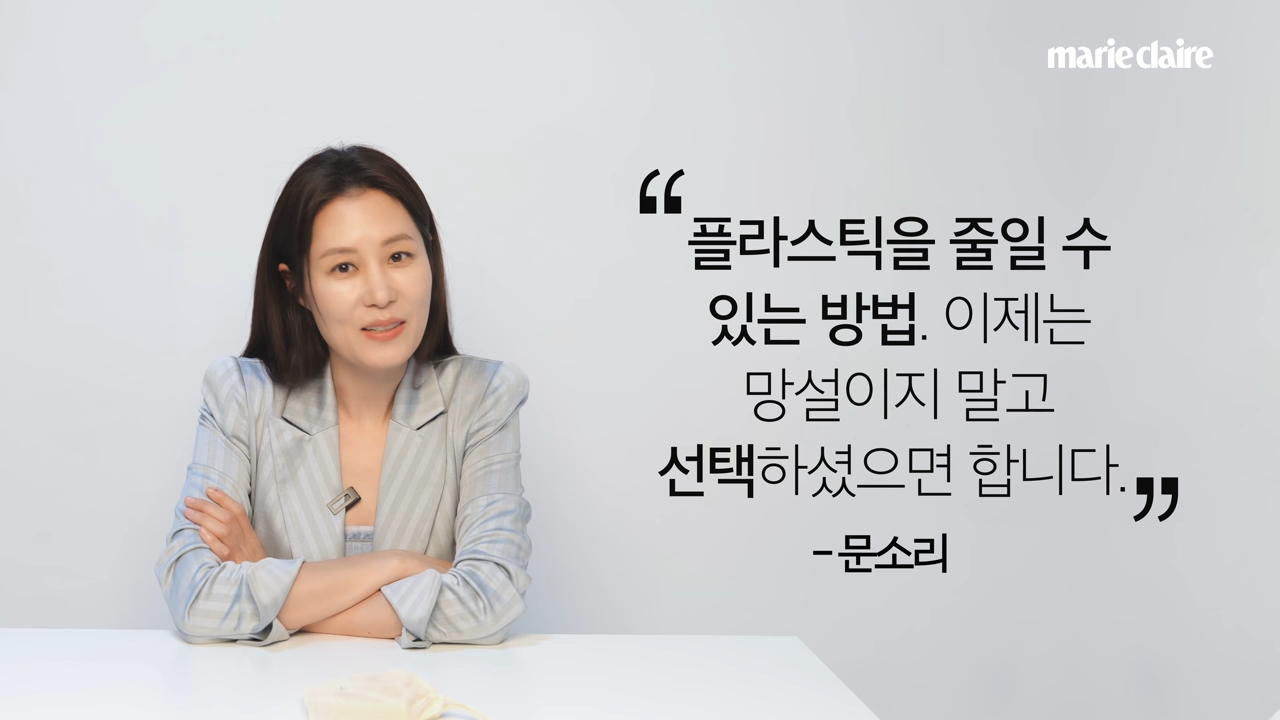 marie claire
“플라스틱을 줄일 수
있는 방법. 이제는
망설이지 말고
선택하셨으면 합니다.”
- 문소리